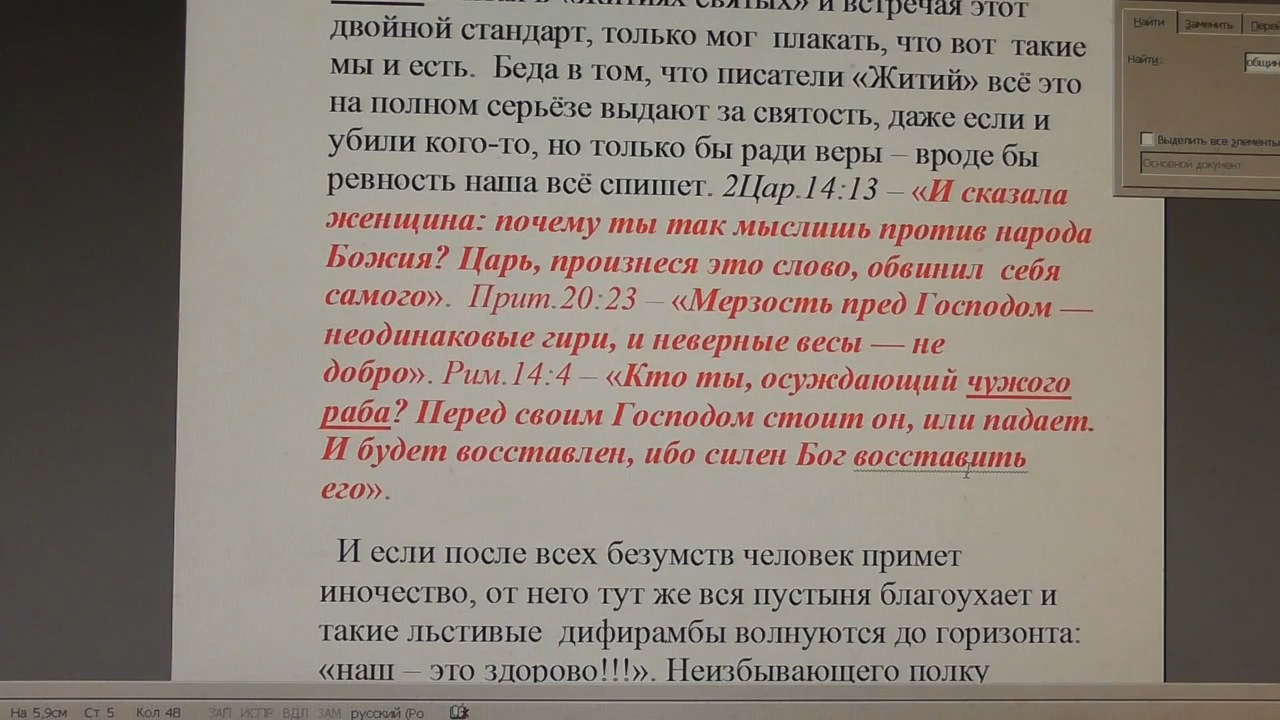 «Житиях святых» и встречая этот
двойной стандарт, только мог плакать, что вот такие
мы и есть. Беда в том, что писатели «Житий» всё это
на полном серьёзе выдают за святость, даже если и
убили кого-то, но только бы ради веры – вроде бы
ревность наша всё спишет. 2Цар.14:13 – «И сказала
женщина: почему ты так мыслишь против народа
Божия? Царь, произнеся это слово, обвинил себя
самого». Прит.20:23 – «Мерзость пред Господом —
неодинаковые гири, и неверные весы — не
добро». Рим.14:4 – «Кто ты, осуждающий чужого
раба? Перед своим Господом стоит он, или падает.
И будет восставлен, ибо силен Бог восставить
его».
И если после всех безумств человек примет
иночество, от него тут же вся пустыня благоухает и
такие льстивые дифирамбы волнуются до горизонта:
«наш – это здорово!!!». Неизбывающего полку
Найти Заменить
Найти: общин
Выделить все элементы
Основной документ
На 5,9см Ст 5 Кол 48 ЗАП ИСПР ВДЛ ЗАМ русский (Ро